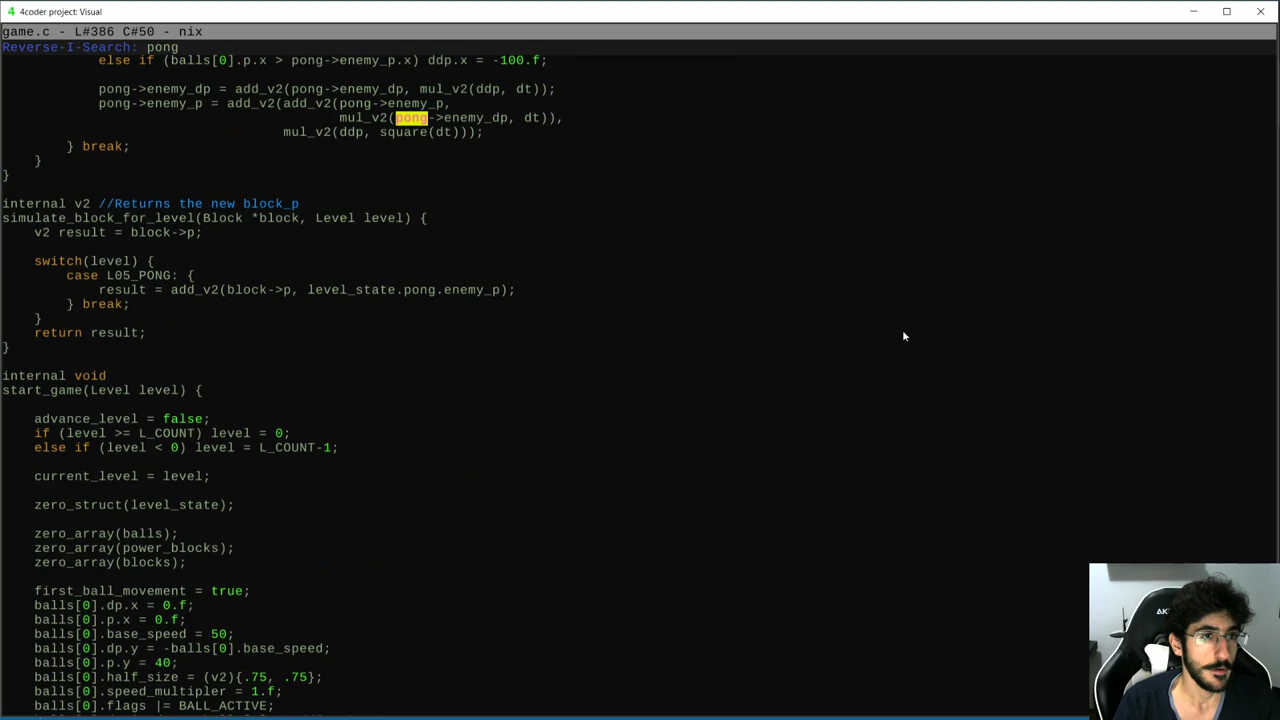 4coder project: Visual
game.c - L#386 C#50 - nix
Reverse-I-Search: pong
else if (balls[0].p.x > pong->enemy_p.x) ddp.x = -100.f;
pong->enemy_dp = add_v2(pong->enemy_dp, mul_v2(ddp, dt));
pong->enemy_p = add_v2(add_v2(pong->enemy_p,
mul_v2(pong->enemy_dp, dt)),
mul_v2(ddp, square(dt)));
} break;
}
}
internal v2 //Returns the new block_p
simulate_block_for_level(Block *block, Level level) {
v2 result = block->p;
switch(level) {
case L05_PONG: {
result = add_v2(block->p, level_state.pong.enemy_p);
} break;
}
return result;
}
internal void
start_game(Level level) {
advance_level = false;
if (level >= L_COUNT) level = 0;
else if (level < 0) level = L_COUNT-1;
current_level = level;
zero_struct(level_state);
zero_array(balls);
zero_array(power_blocks);
zero_array(blocks);
first_ball_movement = true;
balls[0].dp.x = 0.f;
balls[0].p.x = 0.f;
balls[0].base_speed = 50;
balls[0].dp.y = -balls[0].base_speed;
balls[0].p.y = 40;
balls[0].half_size = (v2){.75, .75};
balls[0].speed_multipler = 1.f;
balls[0].flags |= BALL_ACTIVE;